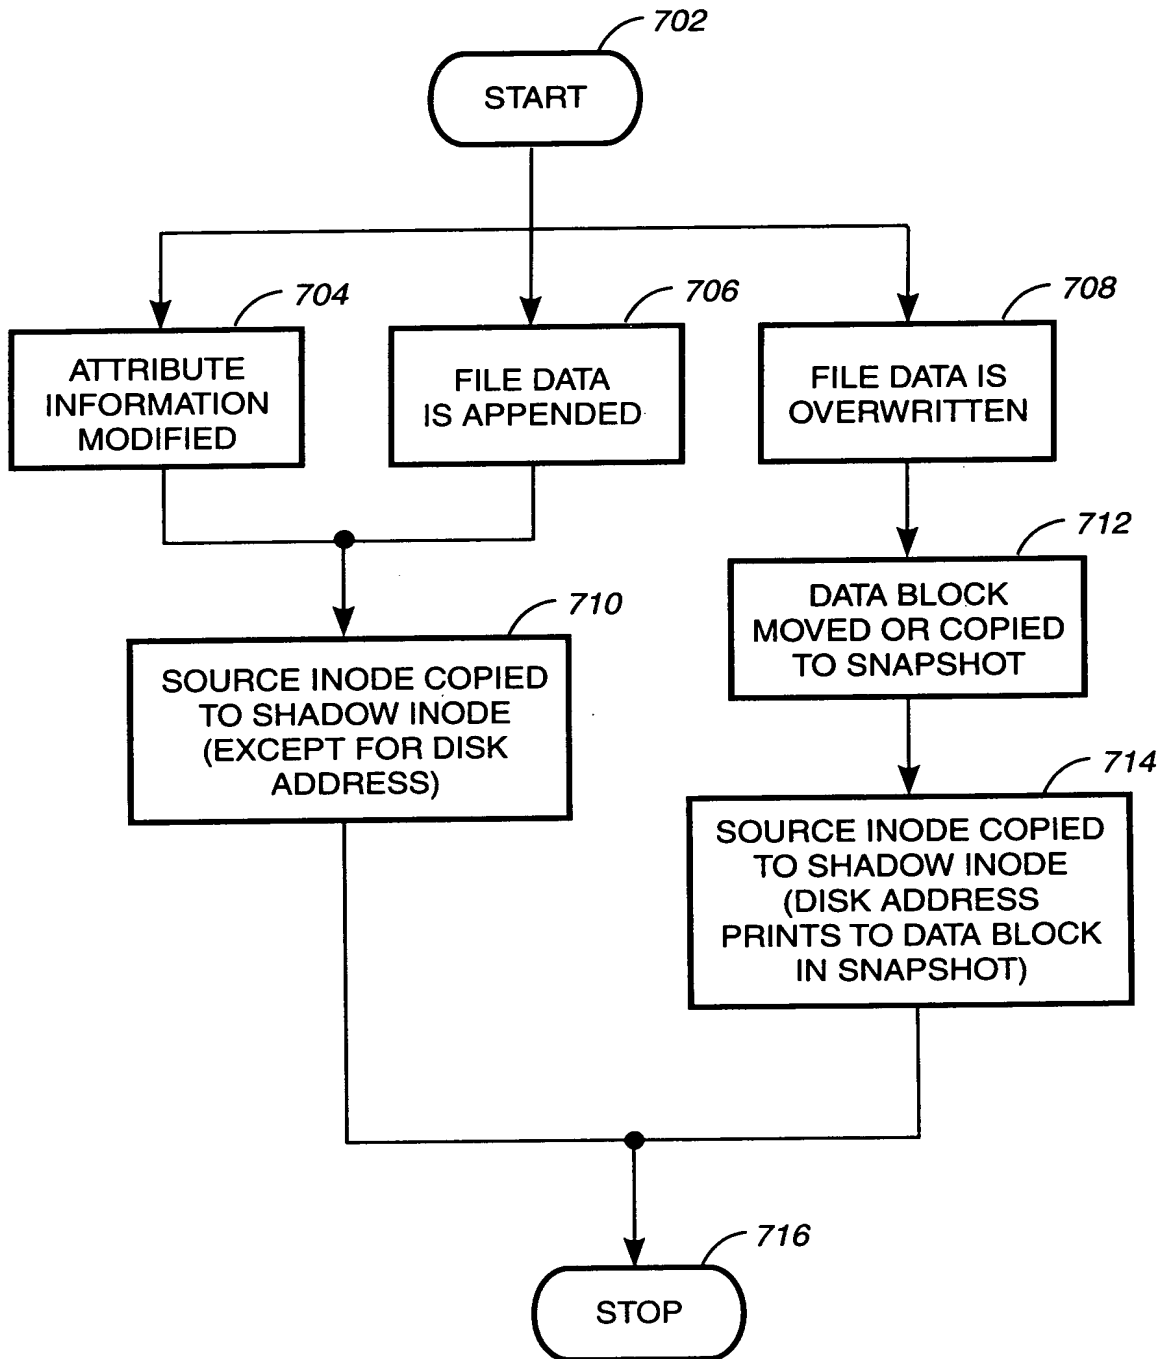 702
START
704
706
708
ATTRIBUTE
INFORMATION
MODIFIED
FILE DATA
IS APPENDED
FILE DATA IS
OVERWRITTEN
712
DATA BLOCK
MOVED OR COPIED
TO SNAPSHOT
710
SOURCE INODE COPIED
TO SHADOW INODE
(EXCEPT FOR DISK
ADDRESS)
714
SOURCE INODE COPIED
TO SHADOW INODE
(DISK ADDRESS
PRINTS TO DATA BLOCK
IN SNAPSHOT)
716
STOP